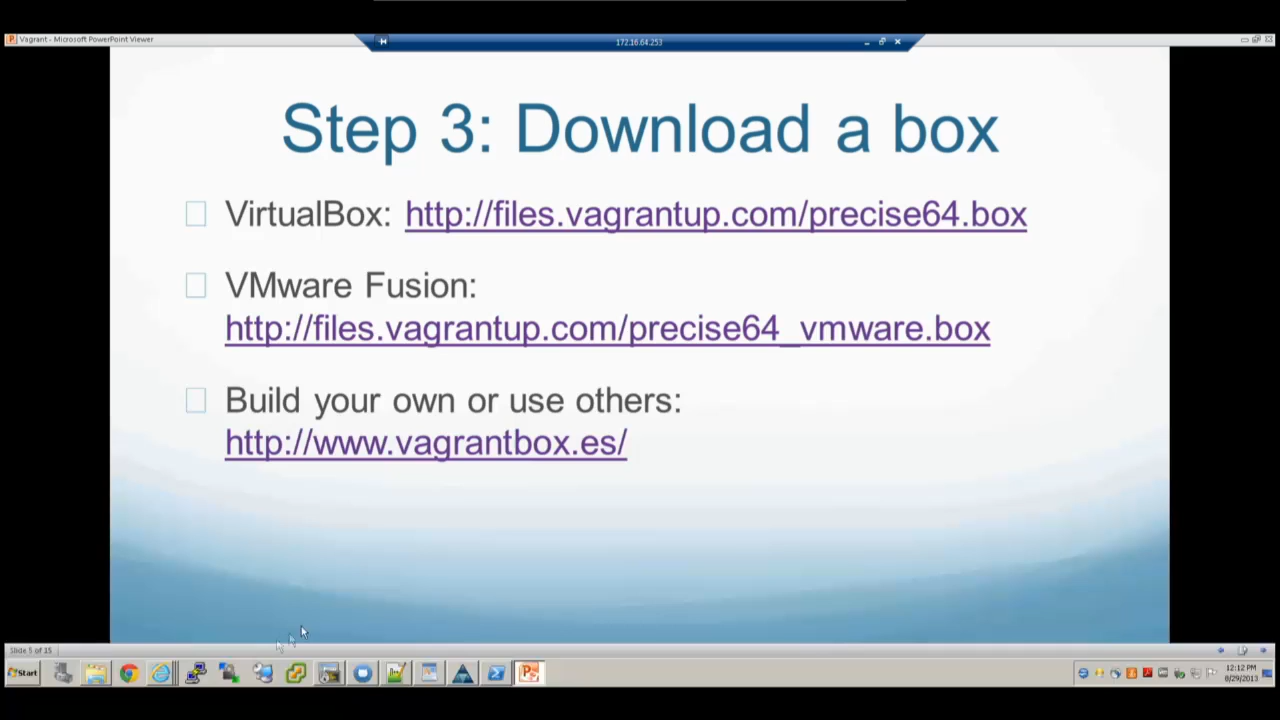 Vagrant - Microsoft PowerPoint Viewer
172.16.64.253
Step 3: Download a box
VirtualBox: http://files.vagrantup.com/precise64.box
VMware Fusion:
http://files.vagrantup.com/precise64_vmware.box
Build your own or use others:
http://www.vagrantbox.es/
Slide 5 of 15
Start
12:12 PM
8/29/2013